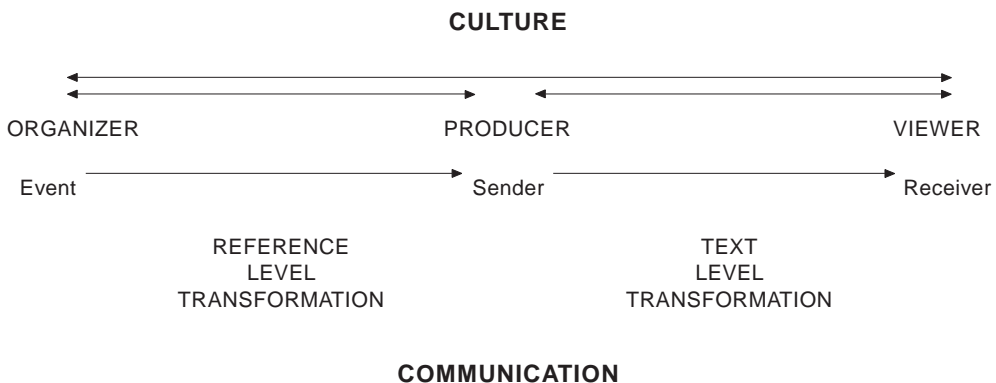 CULTURE
ORGANIZER PRODUCER VIEWER
Event Sender Receiver
REFERENCE LEVEL TRANSFORMATION
TEXT LEVEL TRANSFORMATION
COMMUNICATION